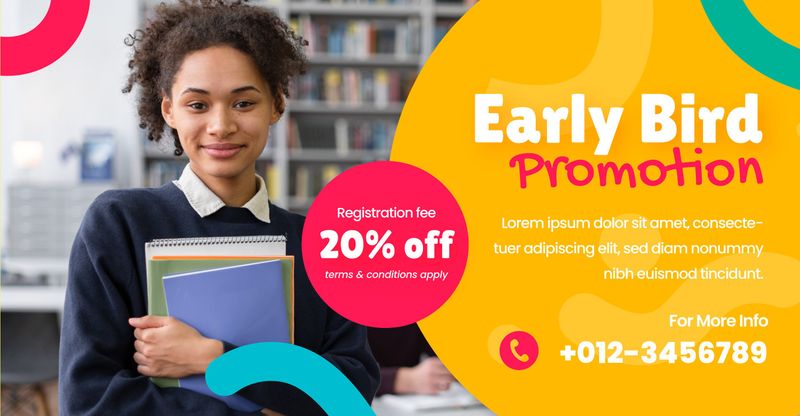 Early Bird
Promotion
Registration fee
20% off
terms & conditions apply
Lorem ipsum dolor sit amet, consecte-
tuer adipiscing elit, sed diam nonummy
nibh euismod tincidunt.
For More Info
+012-3456789